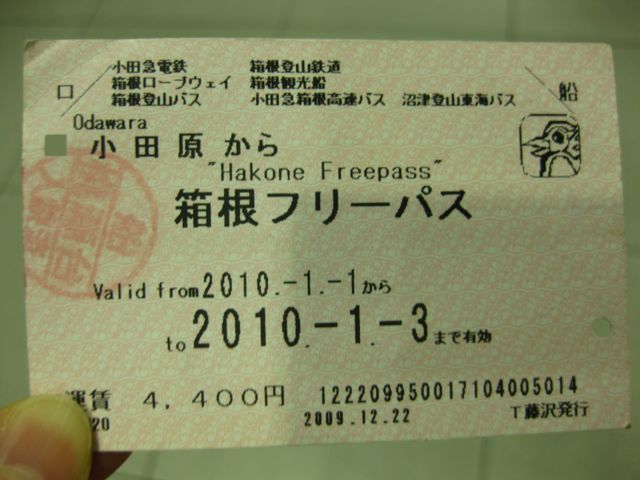 小田急電鉄 箱根登山鉄道
箱根ロープウェイ 箱根観光船
箱根登山バス 小田急箱根高速バス 沼津登山東海バス
ロ 船
Odawara
小田原から
"Hakone Freepass"
箱根フリーパス
Valid from 2010.-1.-1から
to 2010.-1.-3まで有効
運賃 4,400円 122209950017104005014
20 2009.12.22 T藤沢発行